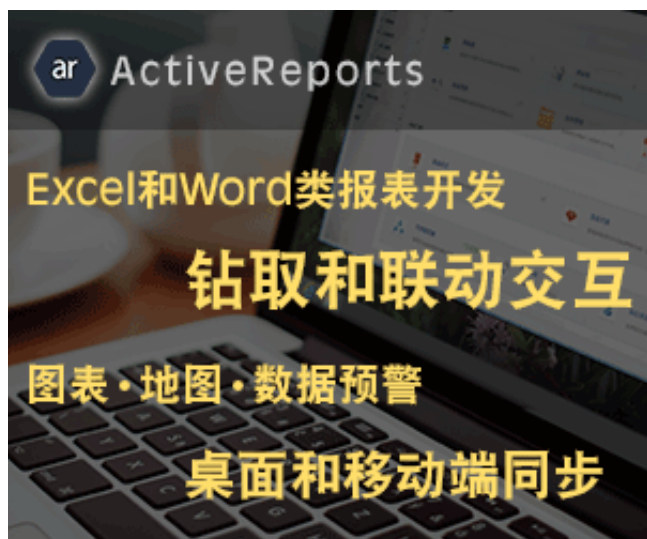 ar ActiveReports
Excel和Word类报表开发
钻取和联动交互
图表·地图·数据预警
桌面和移动端同步